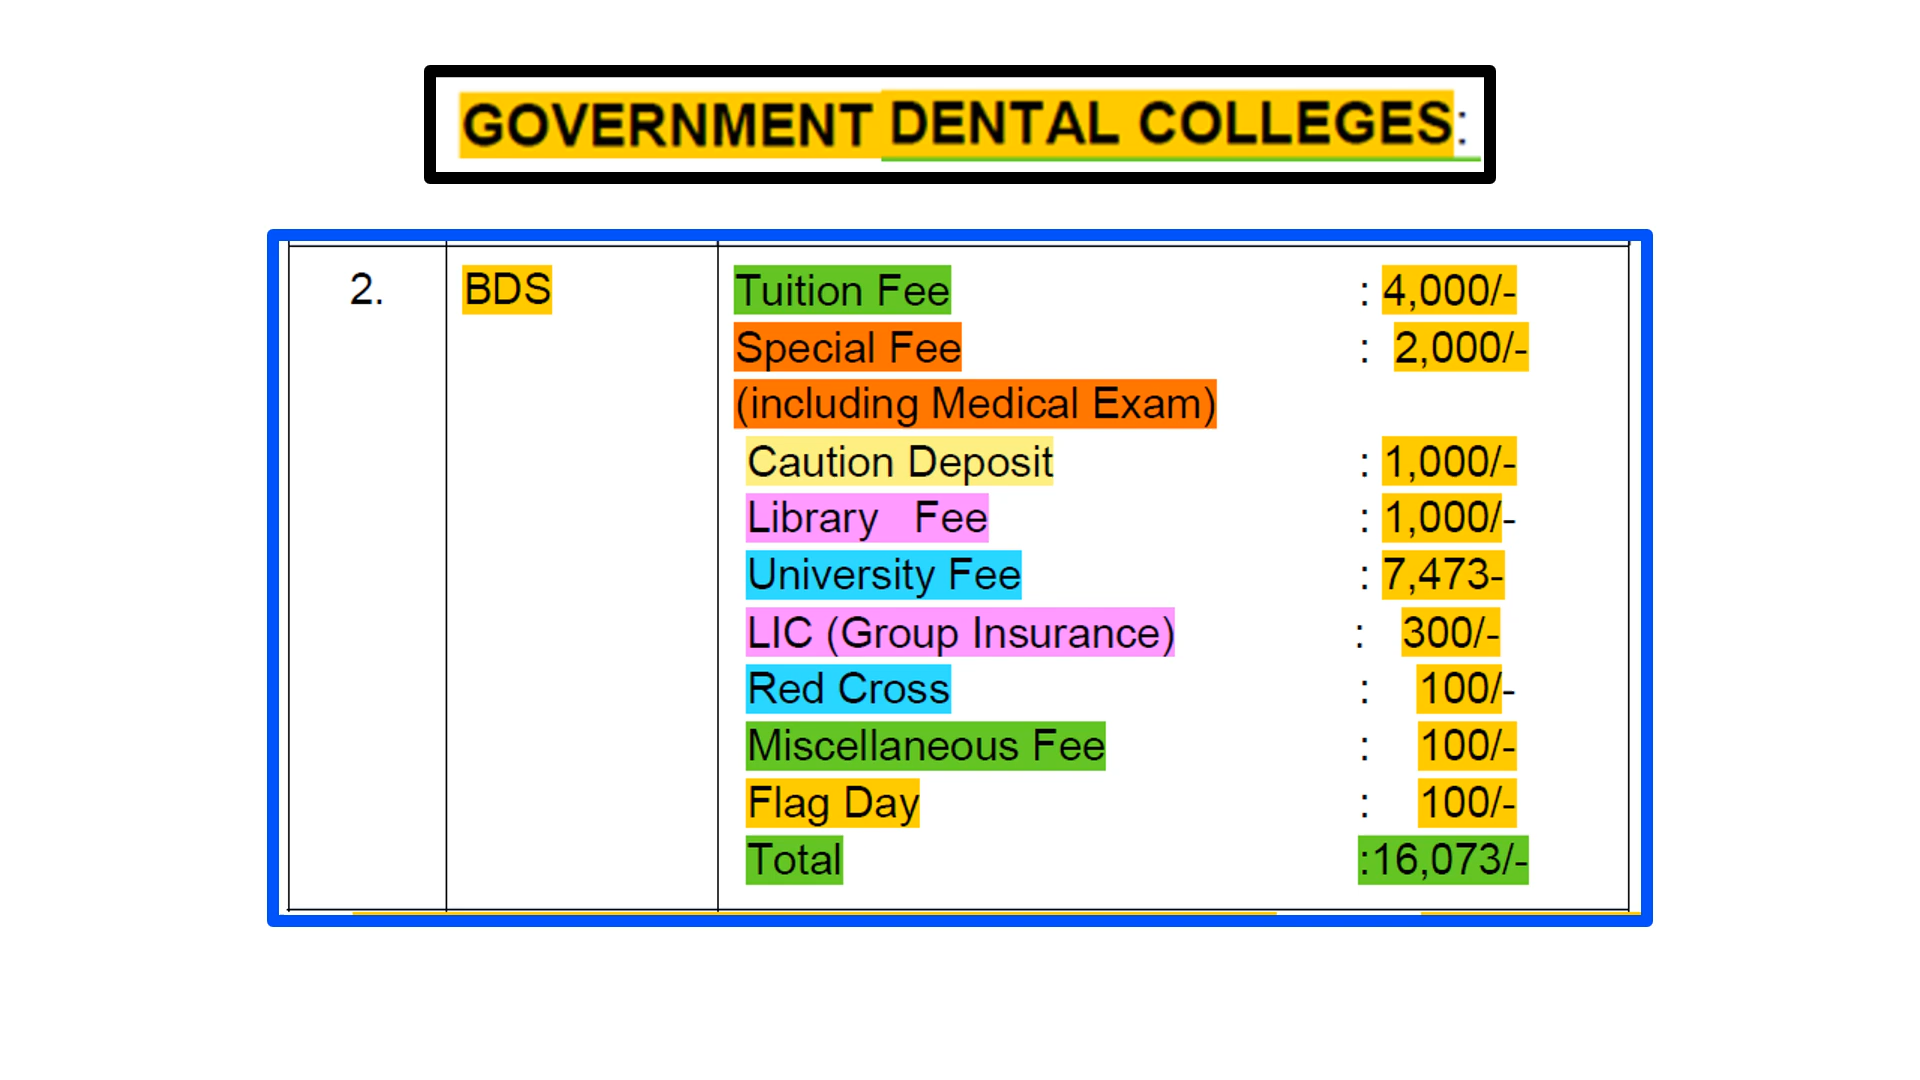 GOVERNMENT DENTAL COLLEGES:
2. BDS Tuition Fee : 4,000/-
Special Fee : 2,000/-
(including Medical Exam)
Caution Deposit : 1,000/-
Library Fee : 1,000/-
University Fee : 7,473-
LIC (Group Insurance) : 300/-
Red Cross : 100/-
Miscellaneous Fee : 100/-
Flag Day : 100/-
Total :16,073/-